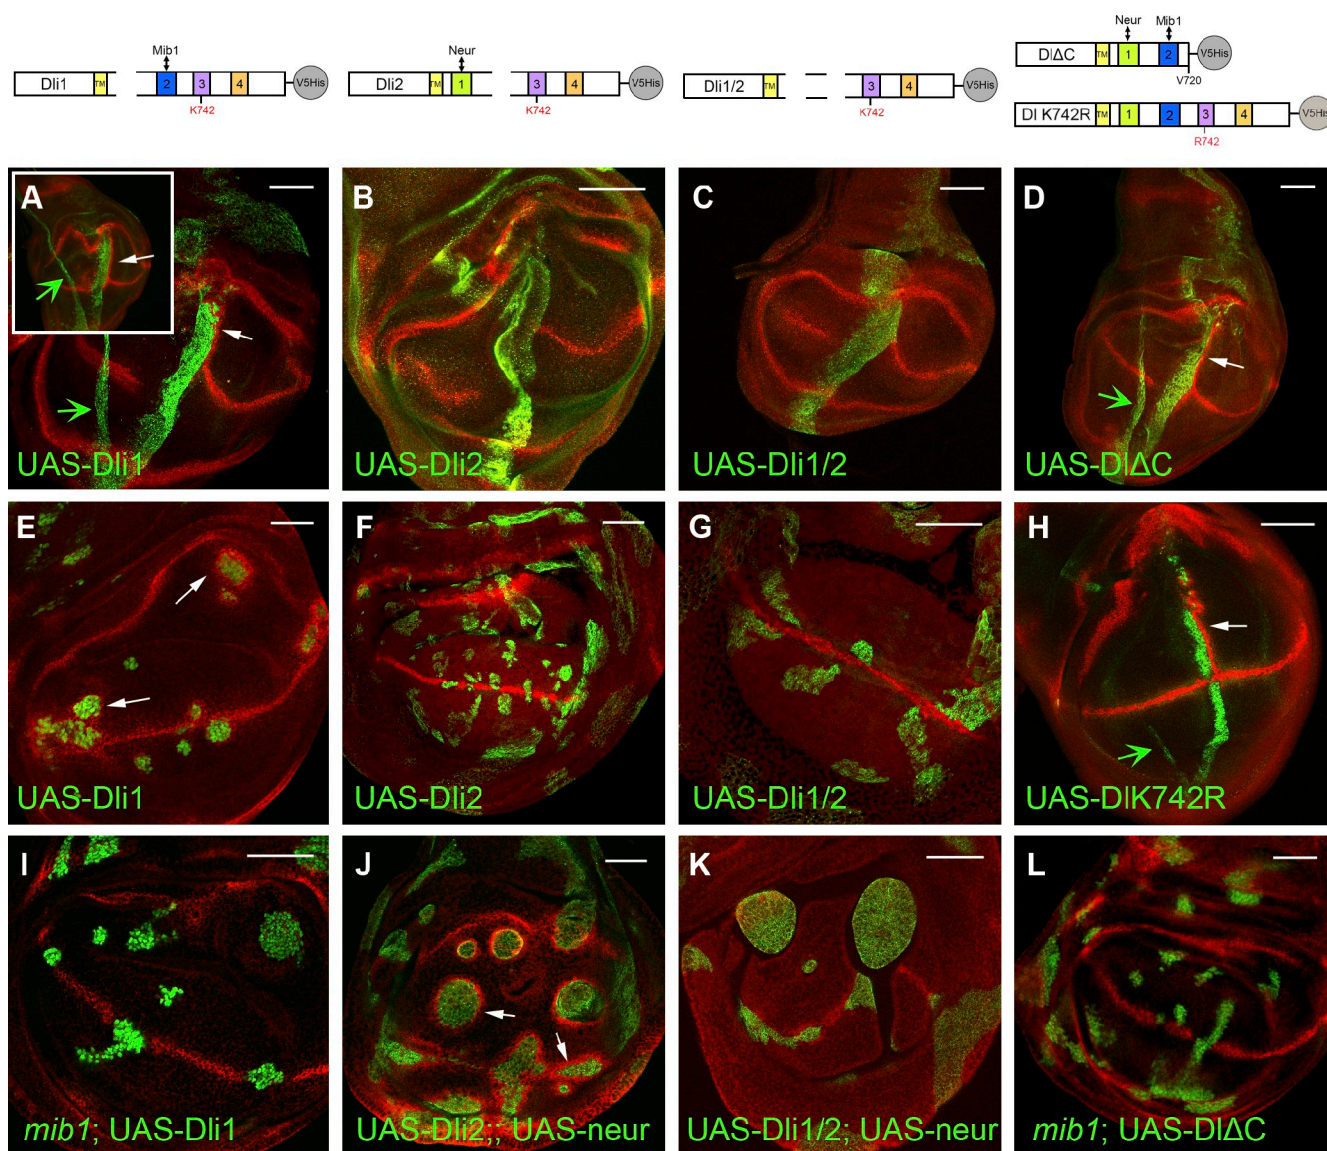 Mib1
Dli1
TM
2
3
4
V5His
K742
Neur
Dli2
TM
1
3
4
V5His
K742
Dli1/2
TM
3
4
V5His
K742
Neur
Mib1
DlΔC
TM
1
2
V5His
V720
Dl K742R
TM
1
2
3
4
V5His
R742
A
UAS-Dli1
B
UAS-Dli2
C
UAS-Dli1/2
D
UAS-DlΔC
E
UAS-Dli1
F
UAS-Dli2
G
UAS-Dli1/2
H
UAS-DlK742R
I
mib1; UAS-Dli1
J
UAS-Dli2;; UAS-neur
K
UAS-Dli1/2; UAS-neur
L
mib1; UAS-DlΔC